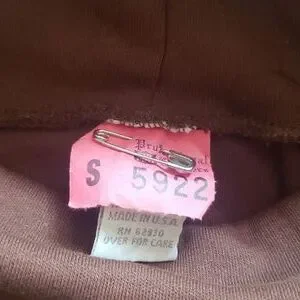 S 5922
MADE IN U.S.A.
RN 62830
OVER FOR CARE